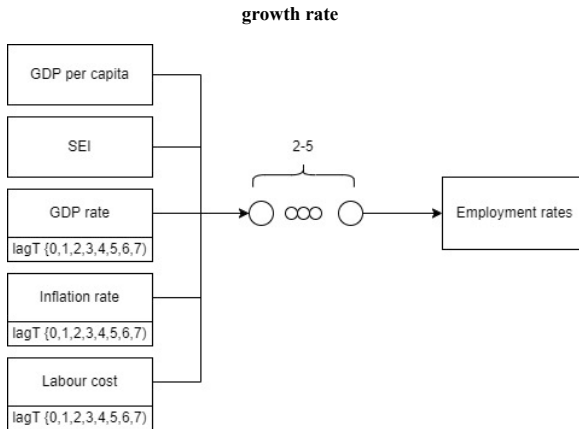 growth rate
GDP per capita
SEI
GDP rate
lagT {0,1,2,3,4,5,6,7)
Inflation rate
lagT {0,1,2,3,4,5,6,7)
Labour cost
lagT {0,1,2,3,4,5,6,7)
2-5
Employment rates